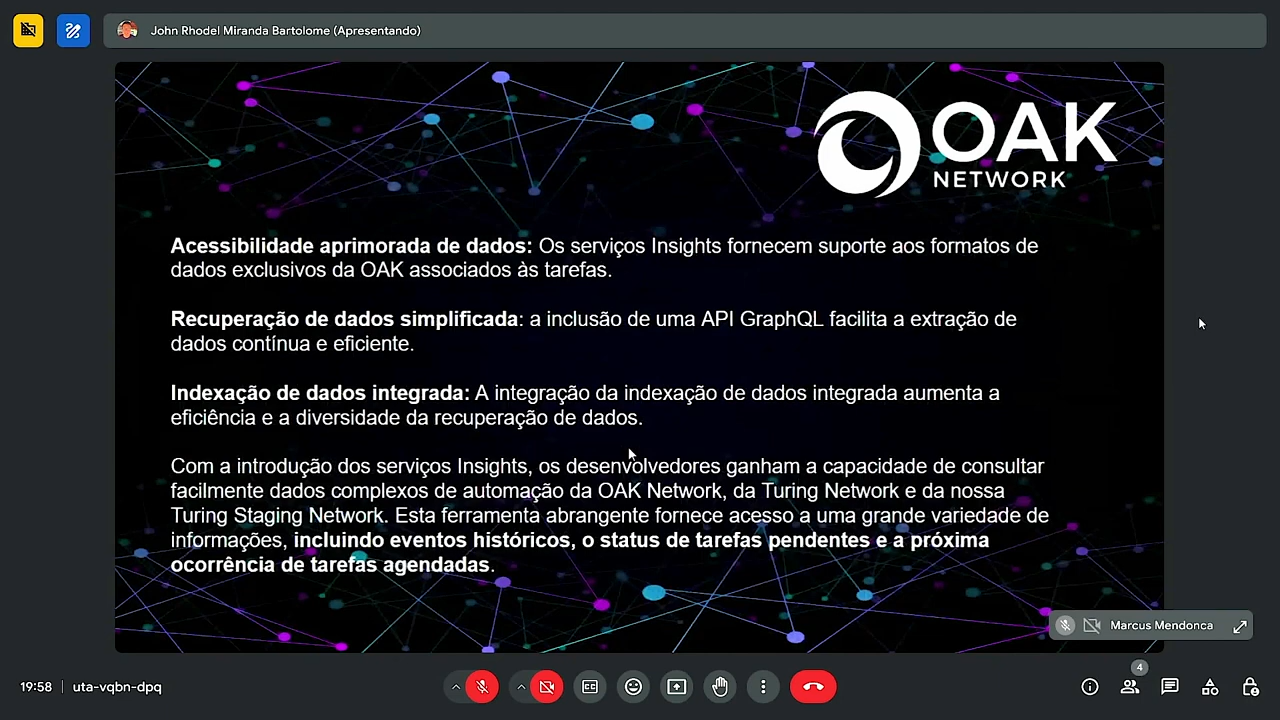 John Rhodel Miranda Bartolome (Apresentando)
OAK
NETWORK
Acessibilidade aprimorada de dados: Os serviços Insights fornecem suporte aos formatos de
dados exclusivos da OAK associados às tarefas.
Recuperação de dados simplificada: a inclusão de uma API GraphQL facilita a extração de
dados contínua e eficiente.
Indexação de dados integrada: A integração da indexação de dados integrada aumenta a
eficiência e a diversidade da recuperação de dados.
Com a introdução dos serviços Insights, os desenvolvedores ganham a capacidade de consultar
facilmente dados complexos de automação da OAK Network, da Turing Network e da nossa
Turing Staging Network. Esta ferramenta abrangente fornece acesso a uma grande variedade de
informações, incluindo eventos históricos, o status de tarefas pendentes e a próxima
ocorrência de tarefas agendadas.
Marcus Mendonca
19:58 | uta-vqbn-dpq
4